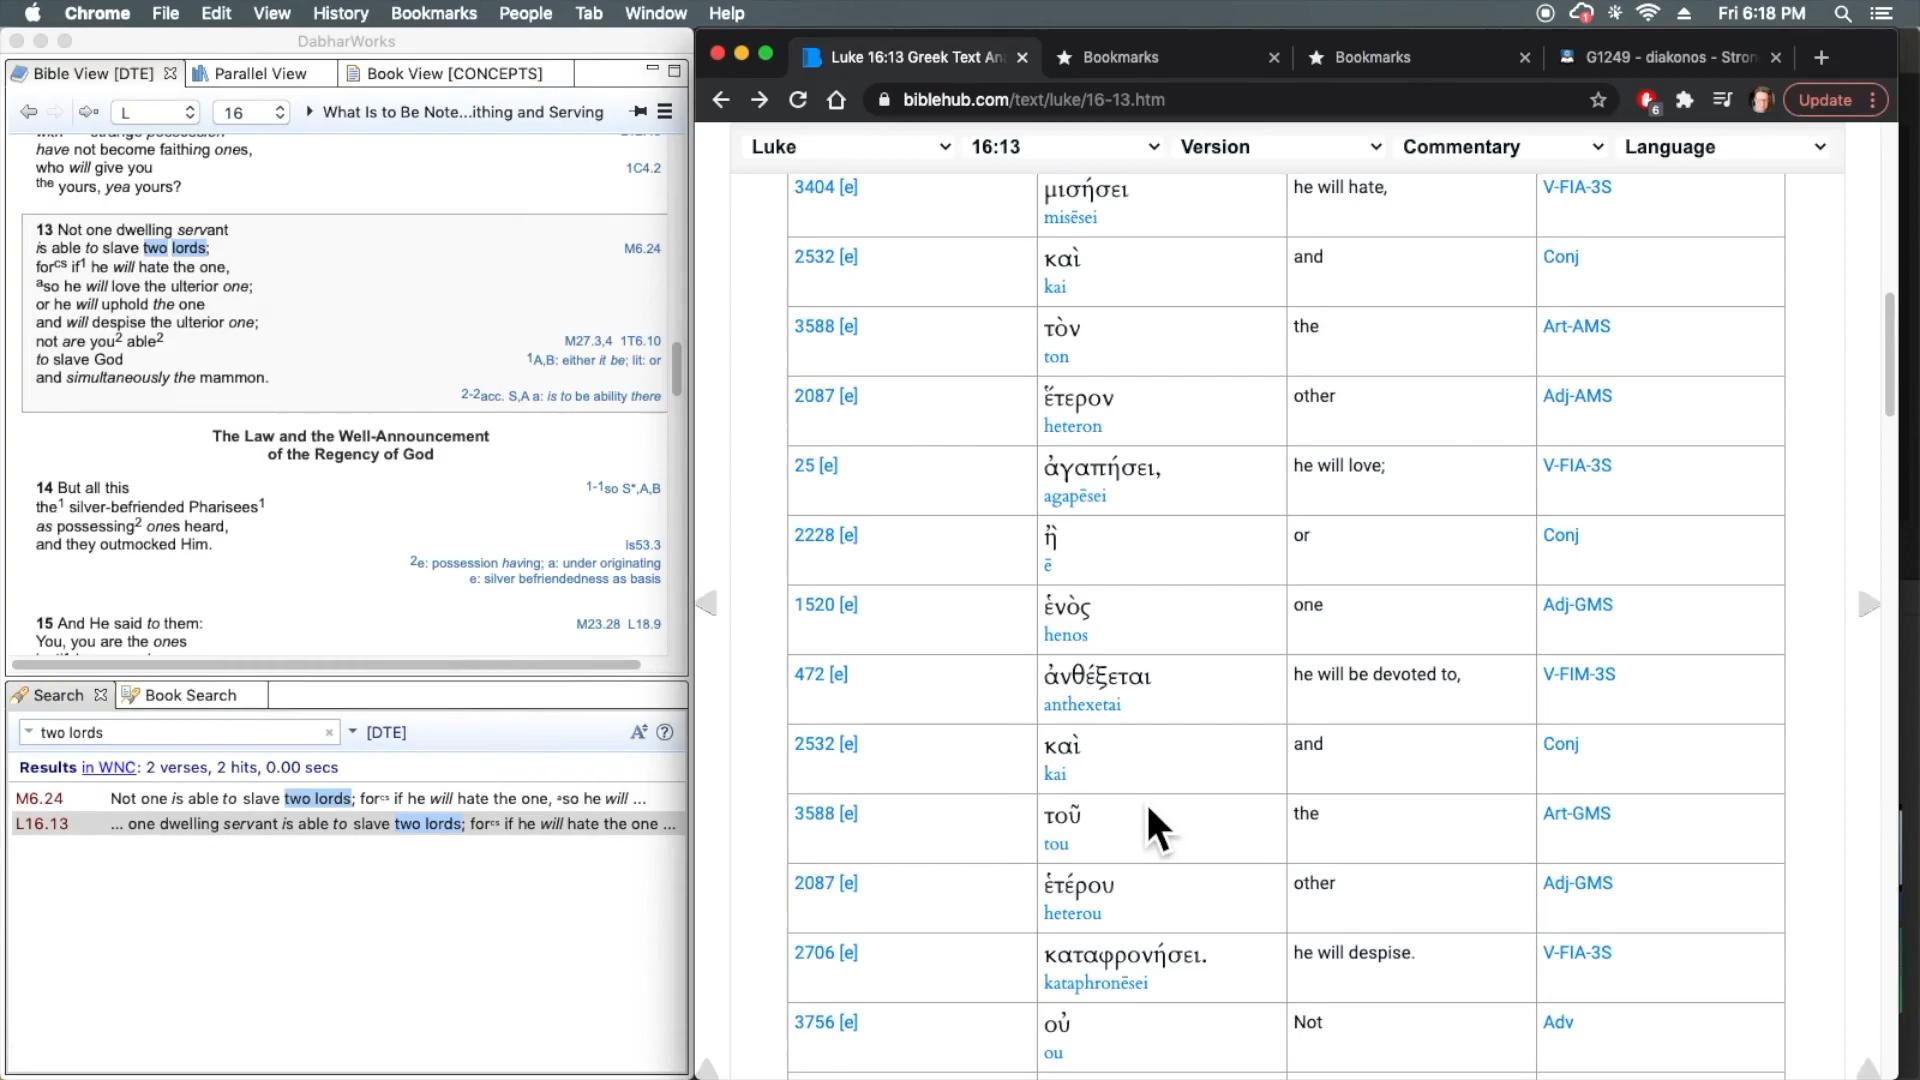 Chrome File Edit View History Bookmarks People Tab Window Help
1
Fri 6:18 PM
DabharWorks
Bible View [DTE]
Parallel View
Book View [CONCEPTS]
L
16
What Is to Be Note...ithing and Serving
have not become faithing ones,
who will give you
1C4.2
the yours, yea yours?
13 Not one dwelling servant
is able to slave two lords;
M6.24
forcs if1 he will hate the one,
aso he will love the ulterior one;
or he will uphold the one
and will despise the ulterior one;
not are you2 able2
M27.3,4 1T6.10
to slave God
1A,B: either it be; lit: or
and simultaneously the mammon.
2-2acc. S,A a: is to be ability there
The Law and the Well-Announcement
of the Regency of God
14 But all this
1-1so S*,A,B
the1 silver-befriended Pharisees1
as possessing2 ones heard,
and they outmocked Him.
Is53.3
2e: possession having; a: under originating
e: silver befriendedness as basis
15 And He said to them:
M23.28 L18.9
You, you are the ones
Search
Book Search
two lords
[DTE]
Results in WNC: 2 verses, 2 hits, 0.00 secs
M6.24 Not one is able to slave two lords; forcs if he will hate the one, aso he will ...
L16.13 ... one dwelling servant is able to slave two lords; forcs if he will hate the one ...
Luke 16:13 Greek Text An
Bookmarks
Bookmarks
G1249 - diakonos - Stron
biblehub.com/text/luke/16-13.htm
6
Update
Luke
16:13
Version
Commentary
Language
3404 [e] μισήσει he will hate, V-FIA-3S
misēsei
2532 [e] καὶ and Conj
kai
3588 [e] τὸν the Art-AMS
ton
2087 [e] ἕτερον other Adj-AMS
heteron
25 [e] ἀγαπήσει, he will love; V-FIA-3S
agapēsei
2228 [e] ἢ or Conj
ē
1520 [e] ἑνὸς one Adj-GMS
henos
472 [e] ἀνθέξεται he will be devoted to, V-FIM-3S
anthexetai
2532 [e] καὶ and Conj
kai
3588 [e] τοῦ the Art-GMS
tou
2087 [e] ἑτέρου other Adj-GMS
heterou
2706 [e] καταφρονήσει. he will despise. V-FIA-3S
kataphronēsei
3756 [e] οὐ Not Adv
ou